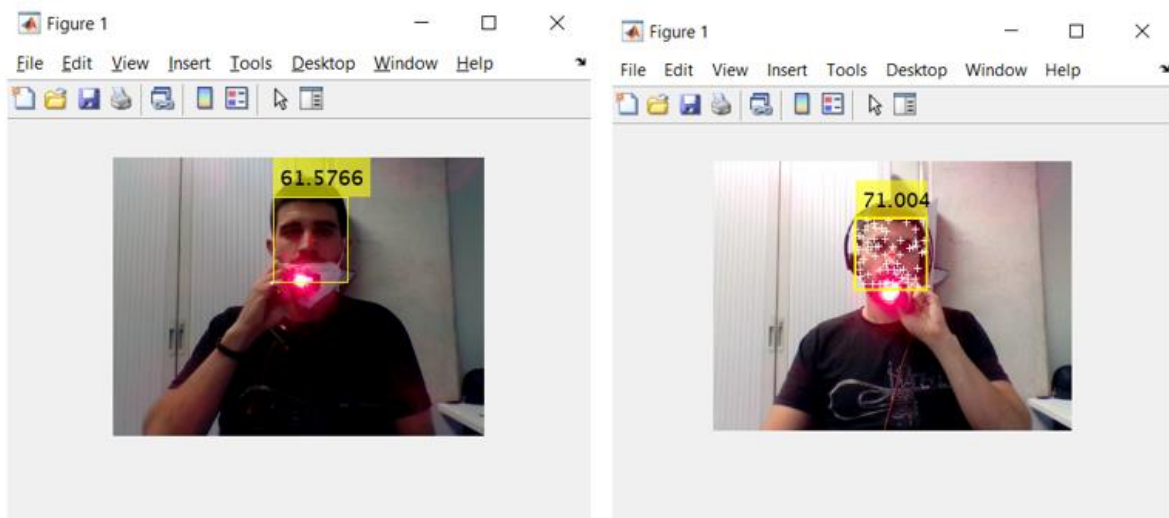 Figure 1
File Edit View Insert Tools Desktop Window Help
61.5766
Figure 1
File Edit View Insert Tools Desktop Window Help
71.004